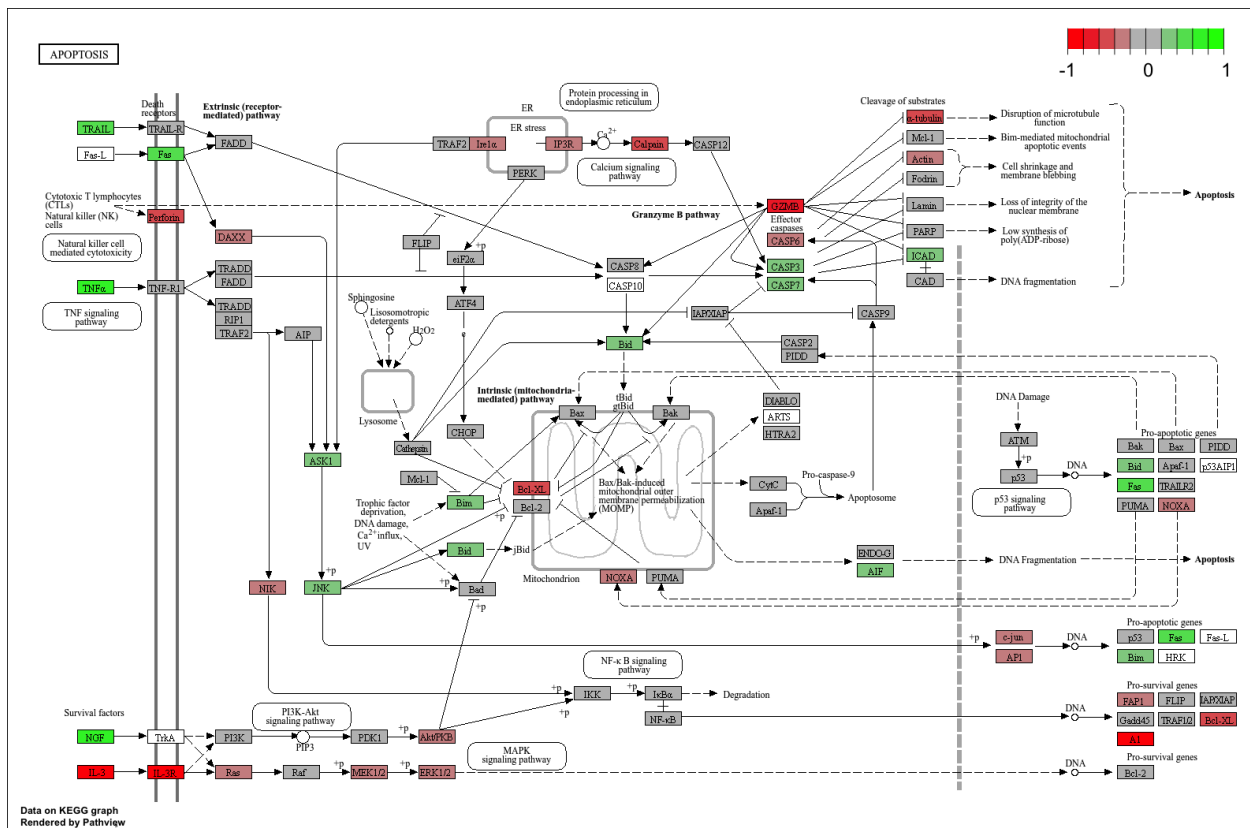 APOPTOSIS
-1
0
1
Death
receptors
Extrinsic (receptor-
mediated) pathway
TRAIL
TRAIL-R
FADD
Fas-L
Fas
Cytotoxic T lymphocytes
(CTLs)
Natural killer (NK)
cells
Perforin
Natural killer cell
mediated cytotoxicity
DAXX
TNFα
TNF-R1
TRADD
FADD
TRADD
RIP1
TRAF2
AIP
TNF signaling
pathway
Protein processing in
endoplasmic reticulum
ER
ER stress
TRAF2
Ire1α
IP3R
Ca2+
Calpain
CASP12
PERK
Calcium signaling
pathway
Granzyme B pathway
GZMB
Effector
caspases
CASP6
CASP3
CASP7
FLIP
+p
eiF2α
ATF4
e
CASP8
CASP10
IAP/XIAP
CASP9
Cleavage of substrates
α-tubulin
Mcl-1
Actin
Fodrin
Lamin
PARP
ICAD
CAD
Disruption of microtubule
function
Bim-mediated mitochondrial
apoptotic events
Cell shrinkage and
membrane blebbing
Loss of integrity of the
nuclear membrane
Low synthesis of
poly(ADP-ribose)
DNA fragmentation
Apoptosis
Sphingosine
Lisosomotropic
detergents
H2O2
Lysosome
Cathepsin
CHOP
Bid
CASP2
PIDD
Intrinsic (mitochondria-
mediated) pathway
tBid
gtBid
Bax
Bak
DIABLO
ARTS
HTRA2
ASK1
Mcl-1
Bim
Bcl-XL
Bcl-2
+p
Bax/Bak-induced
mitochondrial outer
membrane permeabilization
(MOMP)
CytC
Apaf-1
Pro-caspase-9
Apoptosome
Trophic factor
deprivation,
DNA damage,
Ca2+ influx,
UV
Bid
jBid
Mitochondrion
NOXA
PUMA
ENDO-G
AIF
DNA Fragmentation
Apoptosis
DNA Damage
ATM
+p
p53
p53 signaling
pathway
DNA
Pro-apoptotic genes
Bak
Bax
PIDD
Bid
Apaf-1
p53AIP1
Fas
TRAILR2
PUMA
NOXA
NIK
+p
JNK
+p
Bad
+p
+p
c-jun
AP1
DNA
Pro-apoptotic genes
p53
Fas
Fas-L
Bim
HRK
NF-κ B signaling
pathway
+p
IKK
+p
IκBα
Degradation
+p
NF-κB
DNA
Pro-survival genes
FAP1
FLIP
IAP/XIAP
Gadd45
TRAF1/2
Bcl-XL
A1
Survival factors
PI3K-Akt
signaling pathway
NGF
TrkA
PI3K
PIP3
PDK1
+p
Akt/PKB
MAPK
signaling pathway
IL-3
IL-3R
Ras
Raf
+p
MEK1/2
+p
ERK1/2
DNA
Pro-survival genes
Bcl-2
Data on KEGG graph
Rendered by Pathview